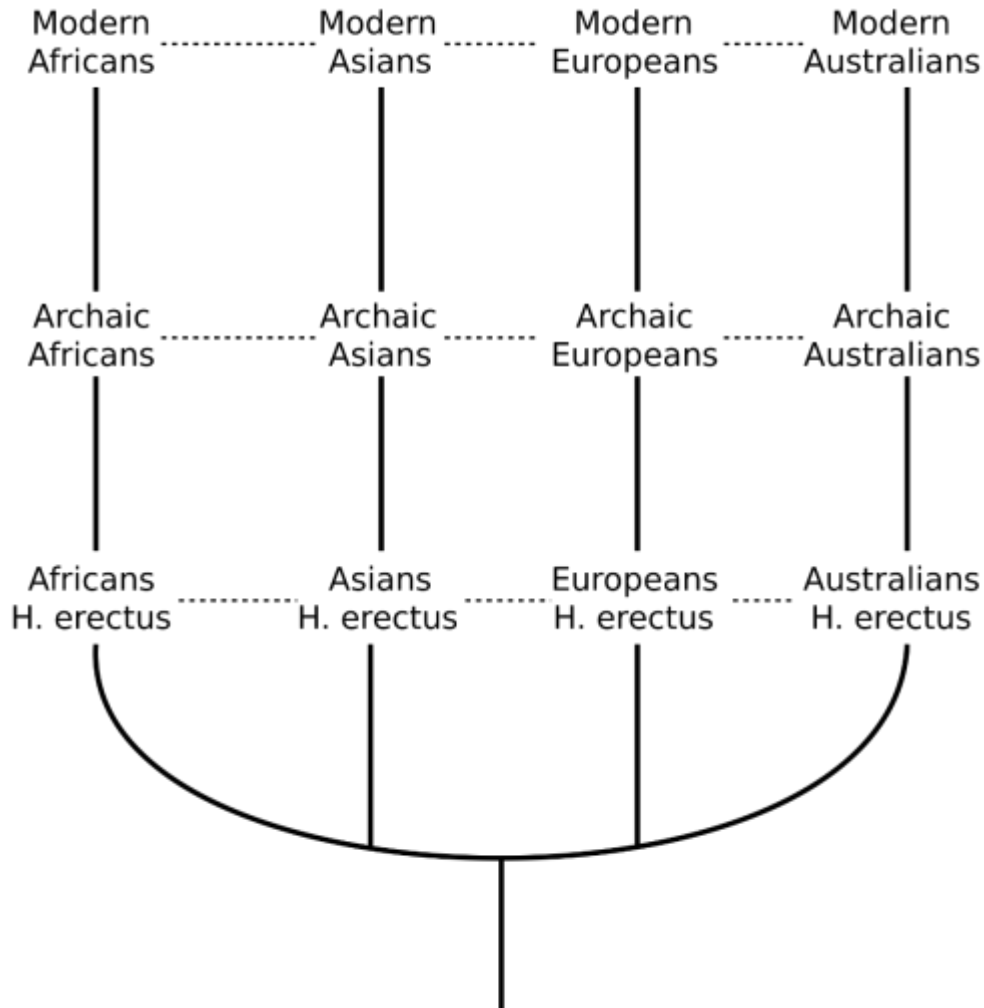 Modern Modern Modern Modern
Africans Asians Europeans Australians
Archaic Archaic Archaic Archaic
Africans Asians Europeans Australians
Africans Asians Europeans Australians
H. erectus H. erectus H. erectus H. erectus